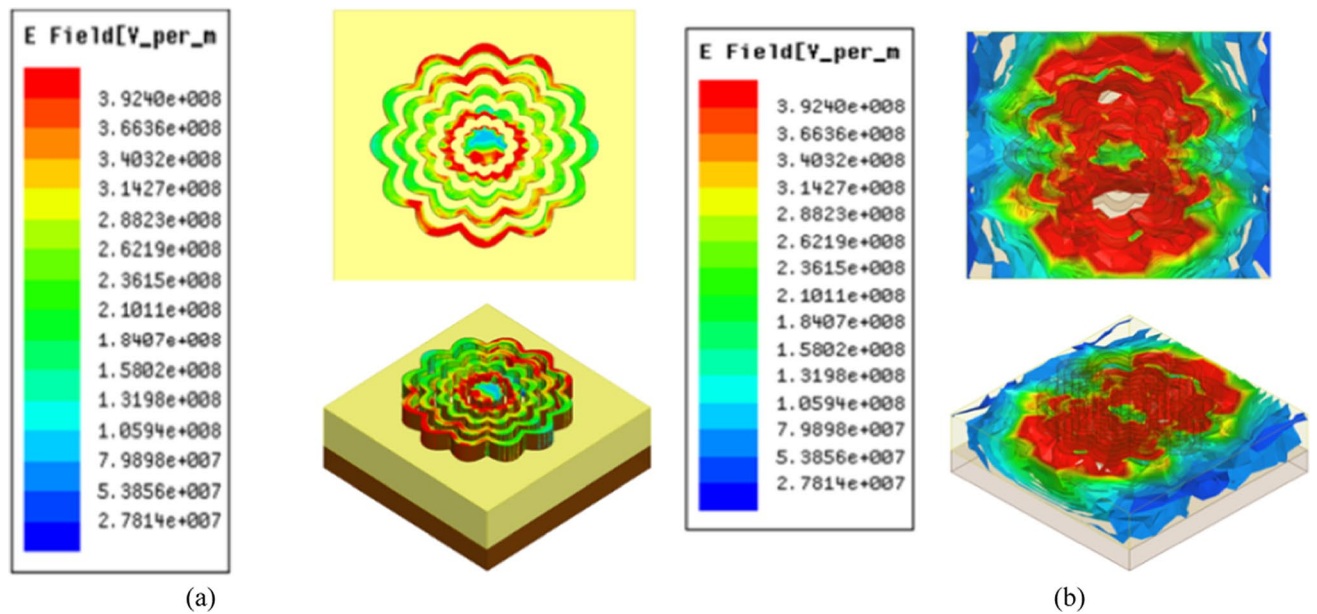 E Field[V_per_m
3.9240e+008
3.6636e+008
3.4032e+008
3.1427e+008
2.8823e+008
2.6219e+008
2.3615e+008
2.1011e+008
1.8407e+008
1.5802e+008
1.3198e+008
1.0594e+008
7.9898e+007
5.3856e+007
2.7814e+007
(a)
E Field[V_per_m
3.9240e+008
3.6636e+008
3.4032e+008
3.1427e+008
2.8823e+008
2.6219e+008
2.3615e+008
2.1011e+008
1.8407e+008
1.5802e+008
1.3198e+008
1.0594e+008
7.9898e+007
5.3856e+007
2.7814e+007
(b)